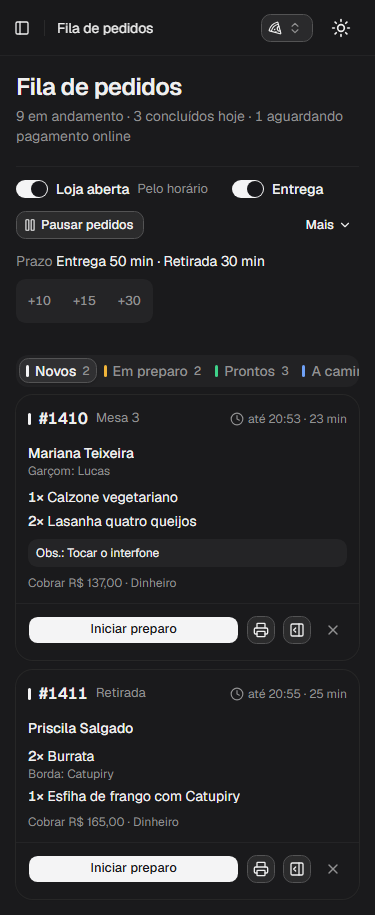 Fila de pedidos
Fila de pedidos
9 em andamento · 3 concluídos hoje · 1 aguardando
pagamento online
Loja aberta Pelo horário Entrega
Pausar pedidos Mais
Prazo Entrega 50 min · Retirada 30 min
+10 +15 +30
Novos 2 Em preparo 2 Prontos 3 A camin
#1410 Mesa 3 até 20:53 · 23 min
Mariana Teixeira
Garçom: Lucas
1× Calzone vegetariano
2× Lasanha quatro queijos
Obs.: Tocar o interfone
Cobrar R$ 137,00 · Dinheiro
Iniciar preparo
#1411 Retirada até 20:55 · 25 min
Priscila Salgado
2× Burrata
Borda: Catupiry
1× Esfiha de frango com Catupiry
Cobrar R$ 165,00 · Dinheiro
Iniciar preparo